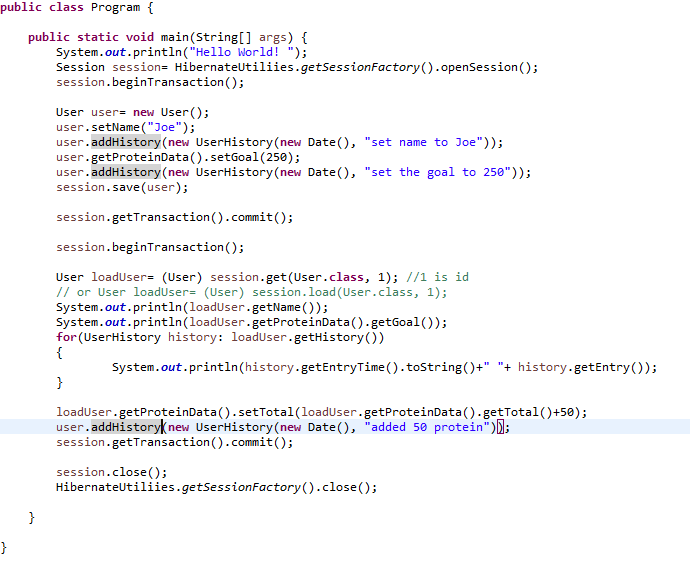 public class Program {
public static void main(String[] args) {
System.out.println("Hello World! ");
Session session= HibernateUtiliies.getSessionFactory().openSession();
session.beginTransaction();
User user= new User();
user.setName("Joe");
user.addHistory(new UserHistory(new Date(), "set name to Joe"));
user.getProteinData().setGoal(250);
user.addHistory(new UserHistory(new Date(), "set the goal to 250"));
session.save(user);
session.getTransaction().commit();
session.beginTransaction();
User loadUser= (User) session.get(User.class, 1); //1 is id
// or User loadUser= (User) session.load(User.class, 1);
System.out.println(loadUser.getName());
System.out.println(loadUser.getProteinData().getGoal());
for(UserHistory history: loadUser.getHistory())
{
System.out.println(history.getEntryTime().toString()+" "+ history.getEntry());
}
loadUser.getProteinData().setTotal(loadUser.getProteinData().getTotal()+50);
user.addHistory(new UserHistory(new Date(), "added 50 protein"));
session.getTransaction().commit();
session.close();
HibernateUtiliies.getSessionFactory().close();
}
}